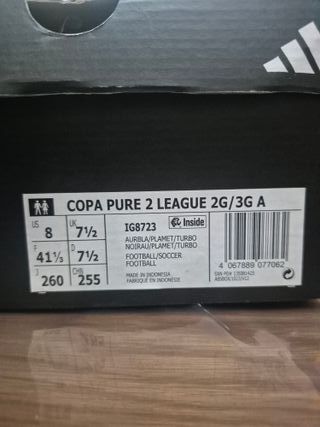 COPA PURE 2 LEAGUE 2G/3G A
US 8
UK 7½
F 41⅓
D 7½
J 260
CHN 255
IG8723
Inside
AURBLA/PLAMET/TURBO
NOIRAU/PLAMET/TURBO
FOOTBALL/SOCCER
FOOTBALL
MADE IN INDONESIA
FABRIQUE EN INDONESIE
4 067889 077062